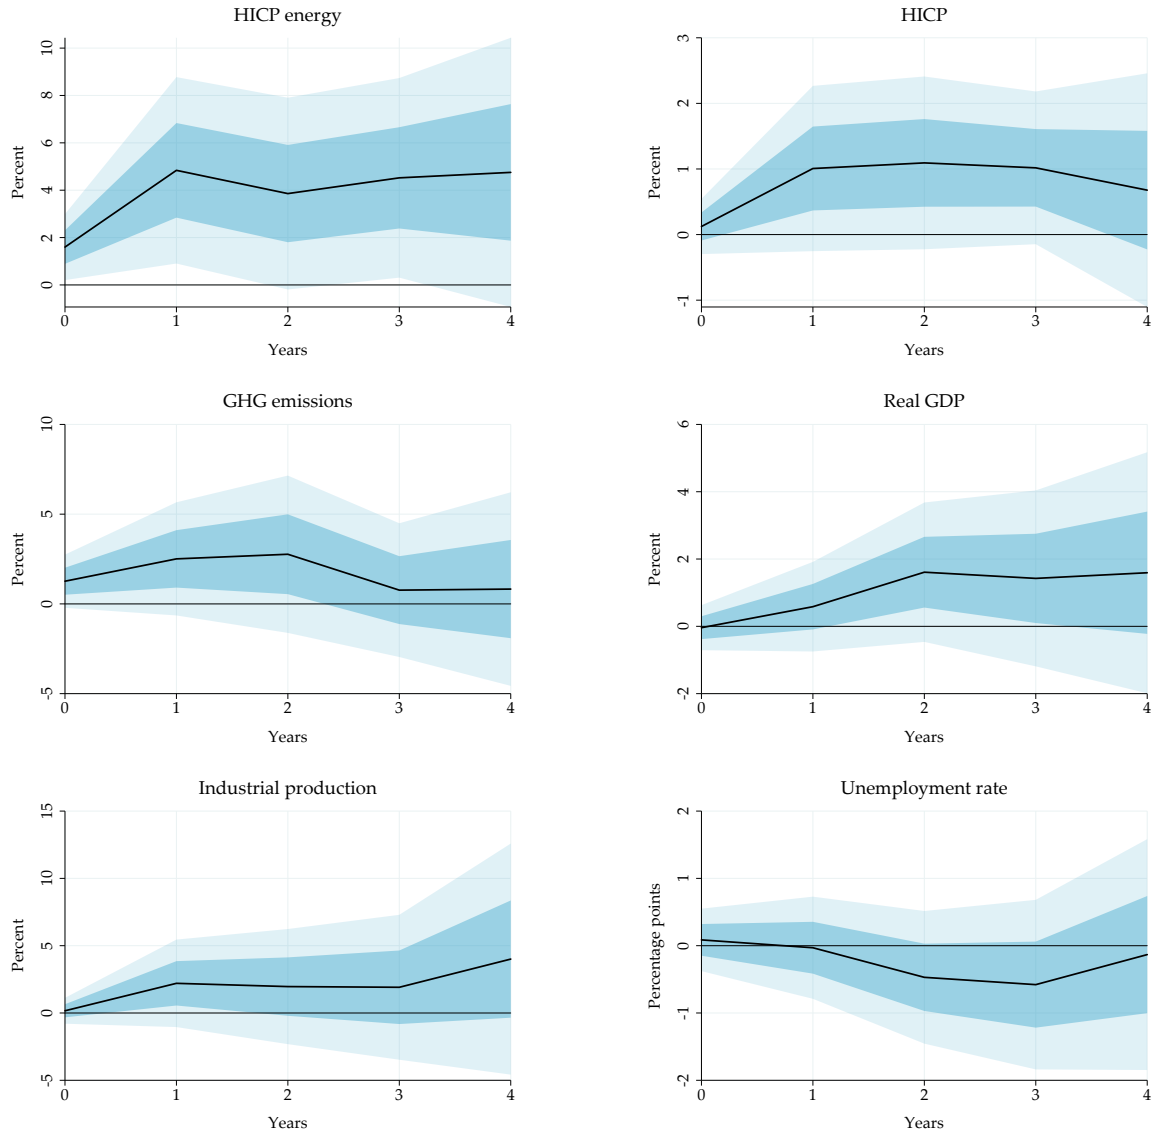 HICP energy
Percent
10
8
6
4
2
0
0 1 2 3 4
Years
HICP
Percent
3
2
1
0
-1
0 1 2 3 4
Years
GHG emissions
Percent
10
5
0
-5
0 1 2 3 4
Years
Real GDP
Percent
6
4
2
0
-2
0 1 2 3 4
Years
Industrial production
Percent
15
10
5
0
-5
0 1 2 3 4
Years
Unemployment rate
Percentage points
2
1
0
-1
-2
0 1 2 3 4
Years